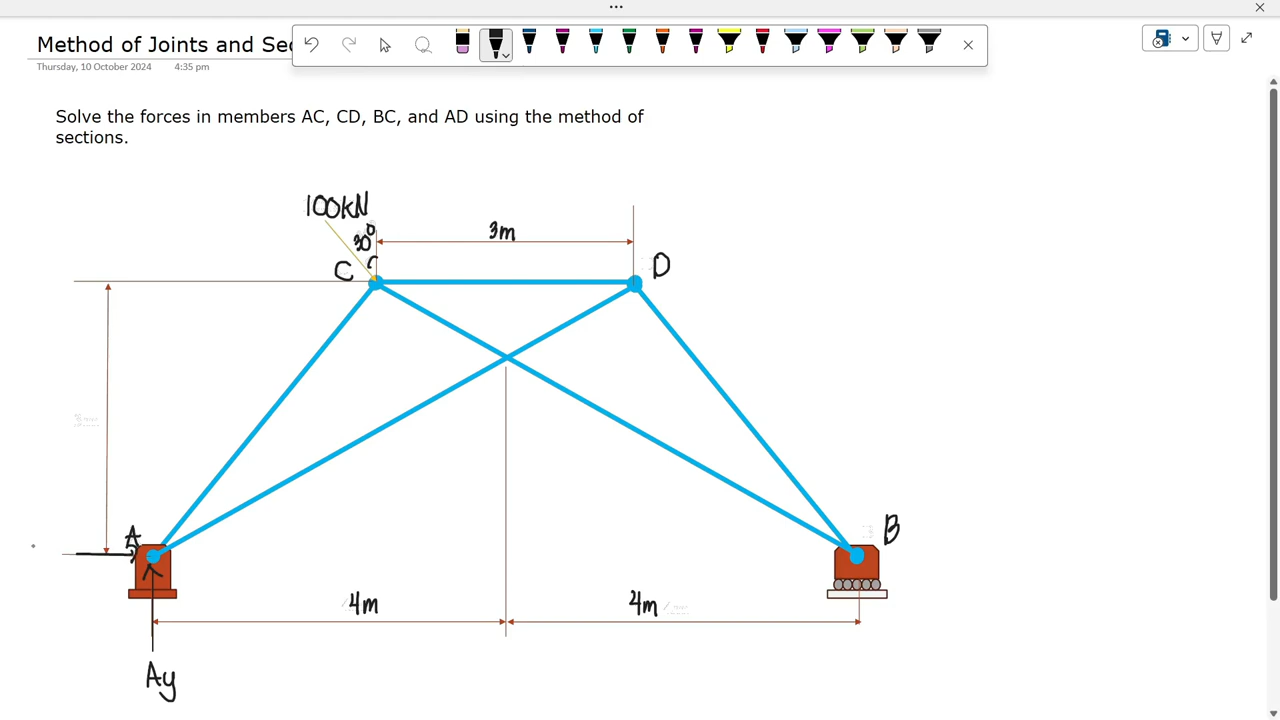 Method of Joints and Sec
Thursday, 10 October 2024 4:35 pm
Solve the forces in members AC, CD, BC, and AD using the method of
sections.
100kN
30°
3m
C
D
A
B
4m
4m
Ay